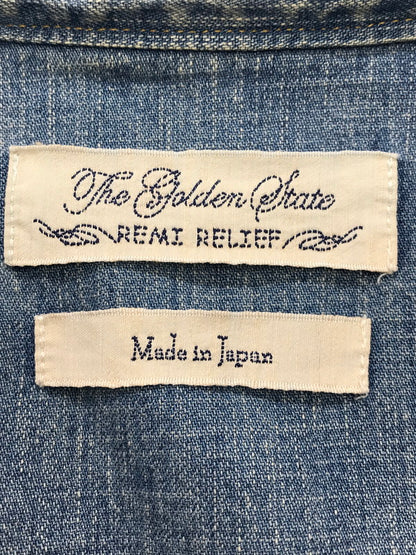 The Golden State
REMI RELIEF
Made in Japan